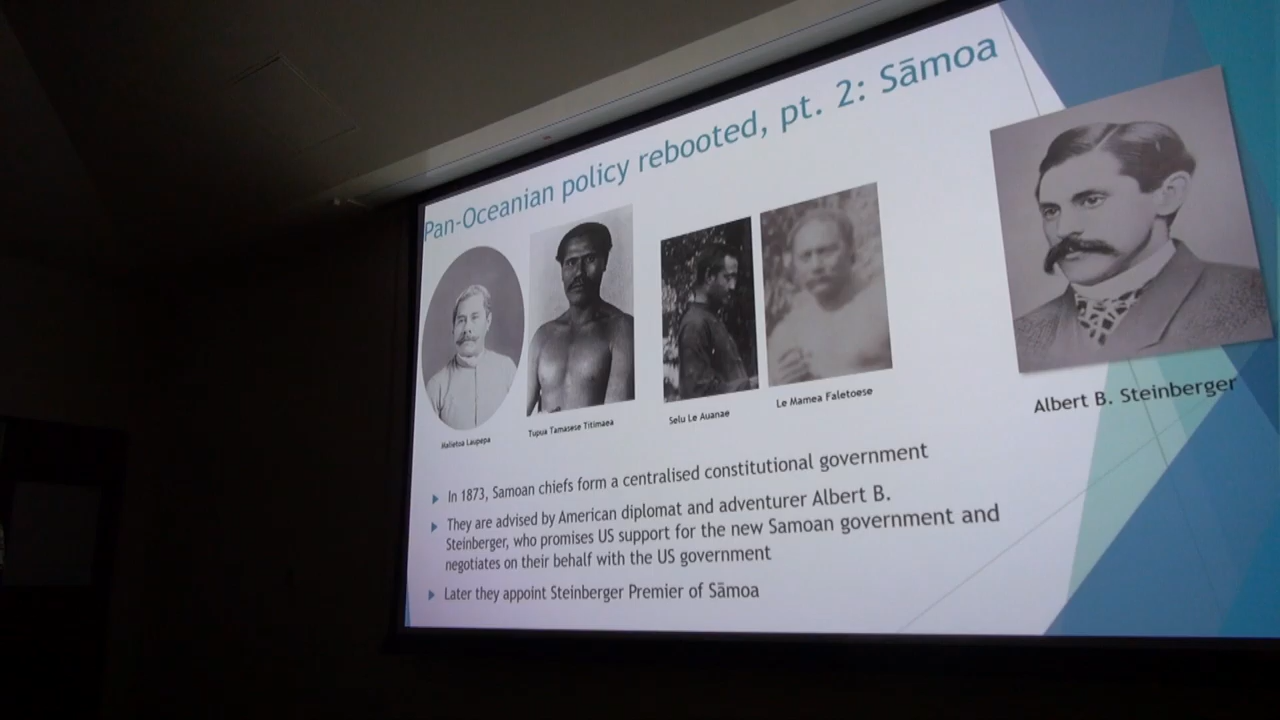 Pan-Oceanian policy rebooted, pt. 2: Sāmoa
Malietoa Laupepa
Tupua Tamasese Titimaea
Selu Le Auanae
Le Mamea Faletoese
Albert B. Steinberger
In 1873, Samoan chiefs form a centralised constitutional government
They are advised by American diplomat and adventurer Albert B.
Steinberger, who promises US support for the new Samoan government and
negotiates on their behalf with the US government
Later they appoint Steinberger Premier of Sāmoa